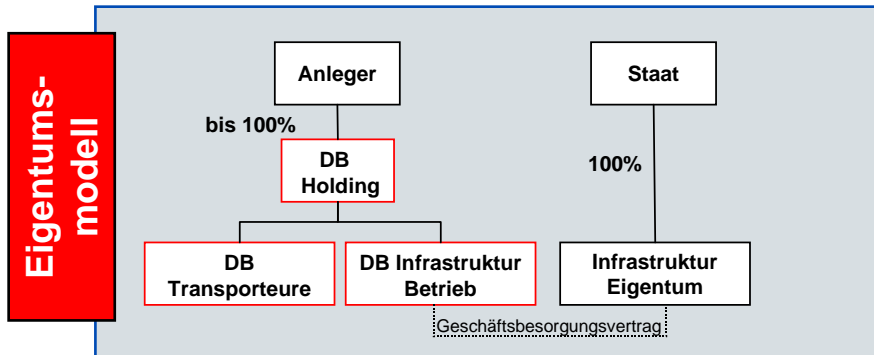 Eigentums-
modell
Anleger
Staat
bis 100%
DB
Holding
100%
DB
Transporteure
DB Infrastruktur
Betrieb
Infrastruktur
Eigentum
Geschäftsbesorgungsvertrag